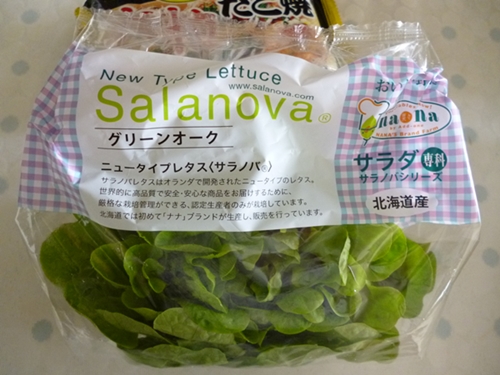 たこ焼
New Type Lettuce
www.salanova.com
Salanova®
グリーンオーク
ニュータイプレタス〈サラノバ®〉
サラノバレタスはオランダで開発されたニュータイプのレタス。
世界的に高品質で安全・安心な商品をお届けするために、
厳格な栽培管理ができる、認定生産者のみが栽培しています。
北海道では初めて「ナナ」ブランドが生産し、販売を行っています。
おいしい
nana
サラダ専科
サラノバシリーズ
北海道産